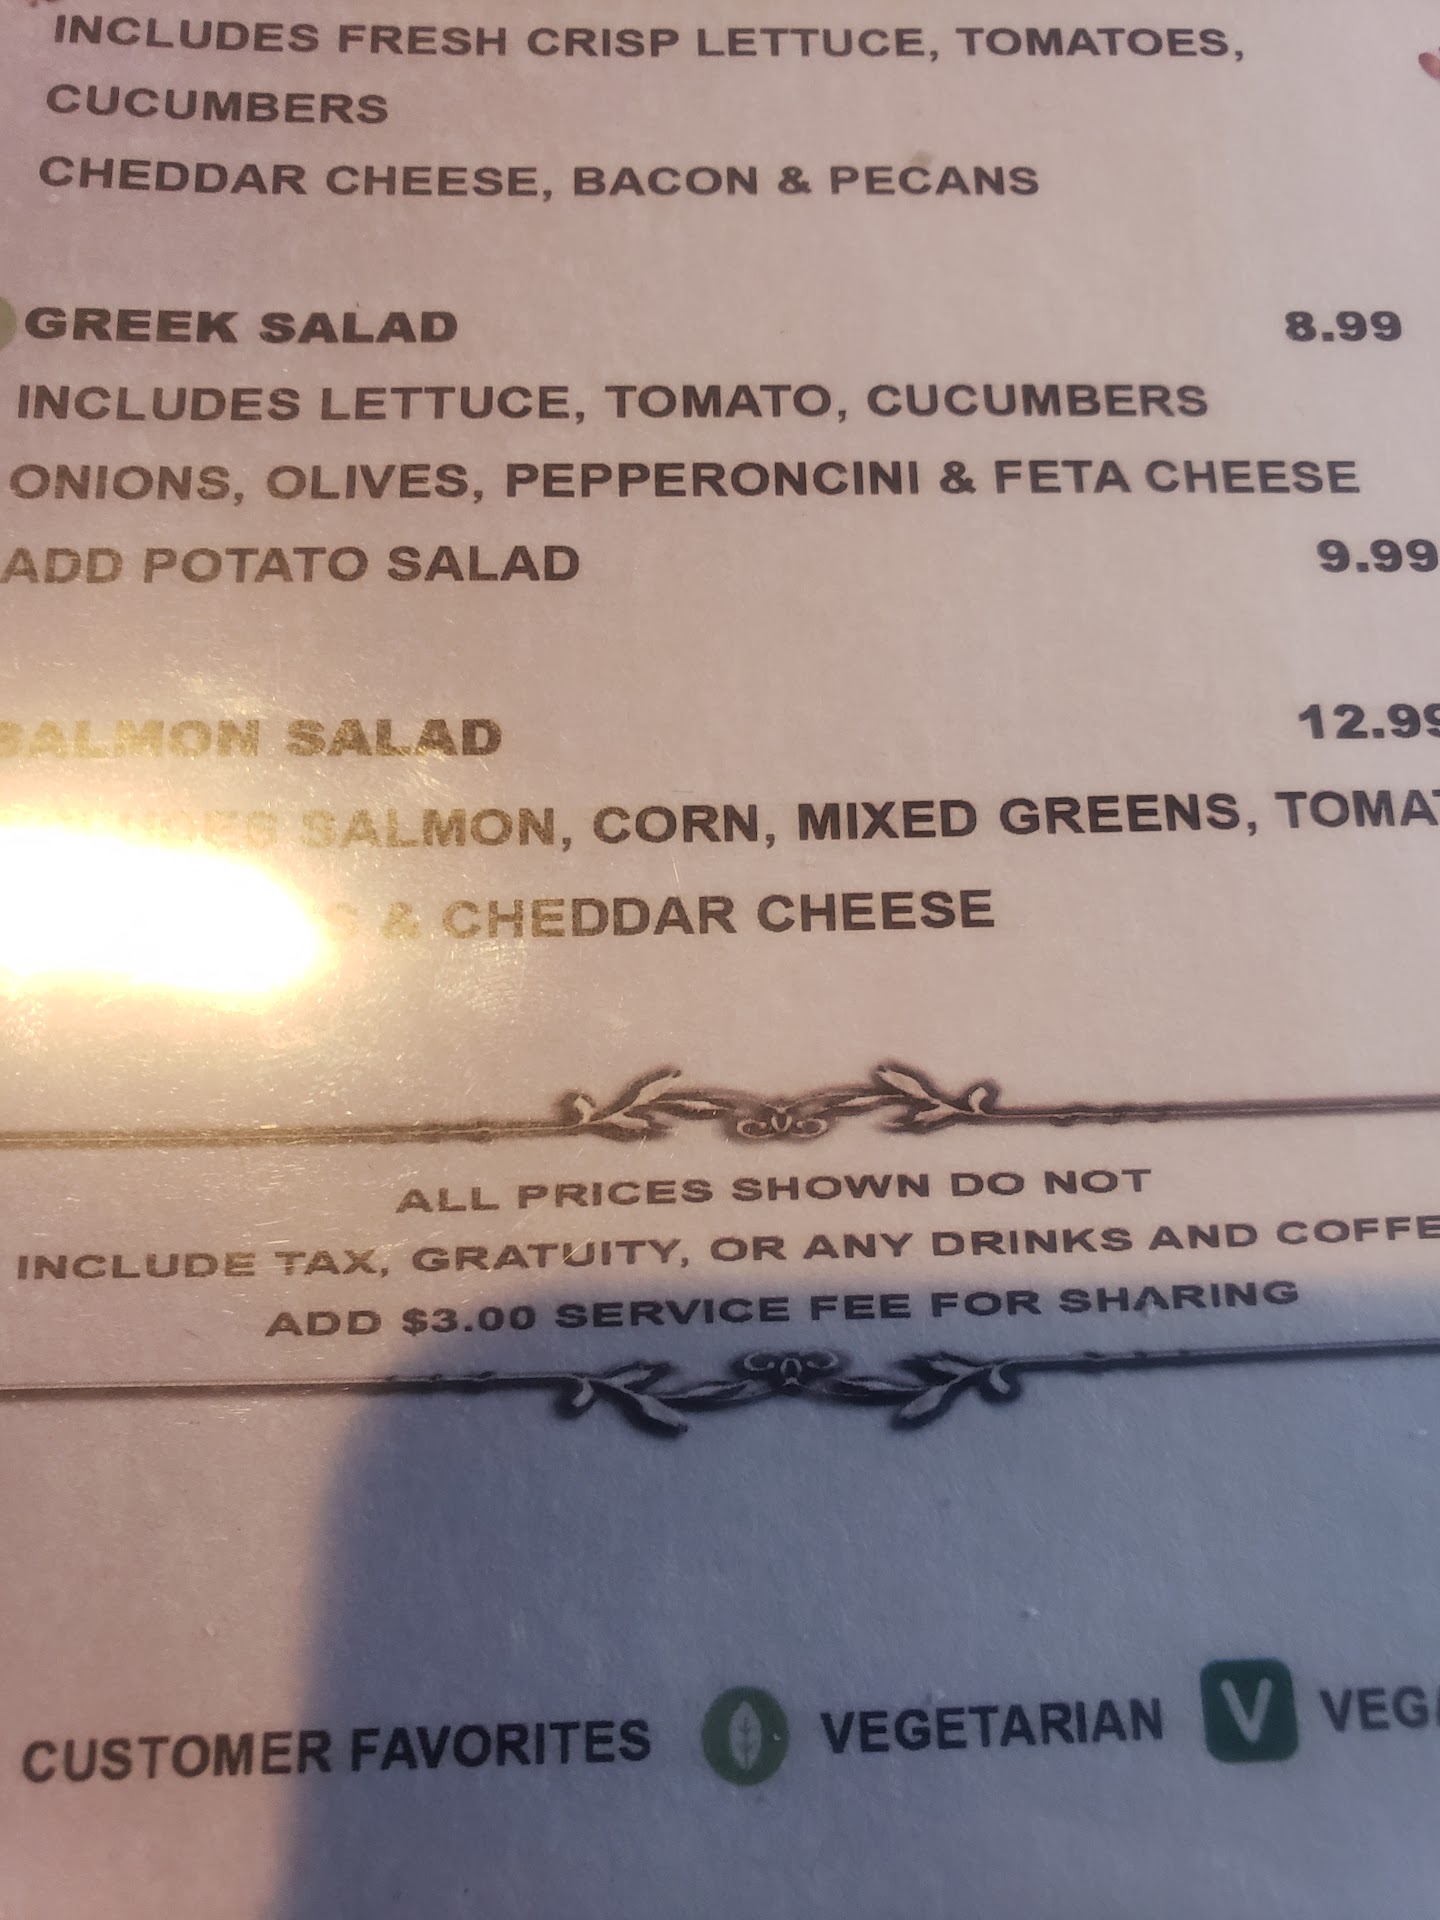 INCLUDES FRESH CRISP LETTUCE, TOMATOES,
CUCUMBERS
CHEDDAR CHEESE, BACON & PECANS
GREEK SALAD 8.99
INCLUDES LETTUCE, TOMATO, CUCUMBERS
ONIONS, OLIVES, PEPPERONCINI & FETA CHEESE
ADD POTATO SALAD 9.99
SALMON SALAD 12.99
SALMON, CORN, MIXED GREENS,
& CHEDDAR CHEESE
ALL PRICES SHOWN DO NOT
INCLUDE TAX, GRATUITY, OR ANY DRINKS AND
ADD $3.00 SERVICE FEE FOR SHARING
CUSTOMER FAVORITES VEGETARIAN V